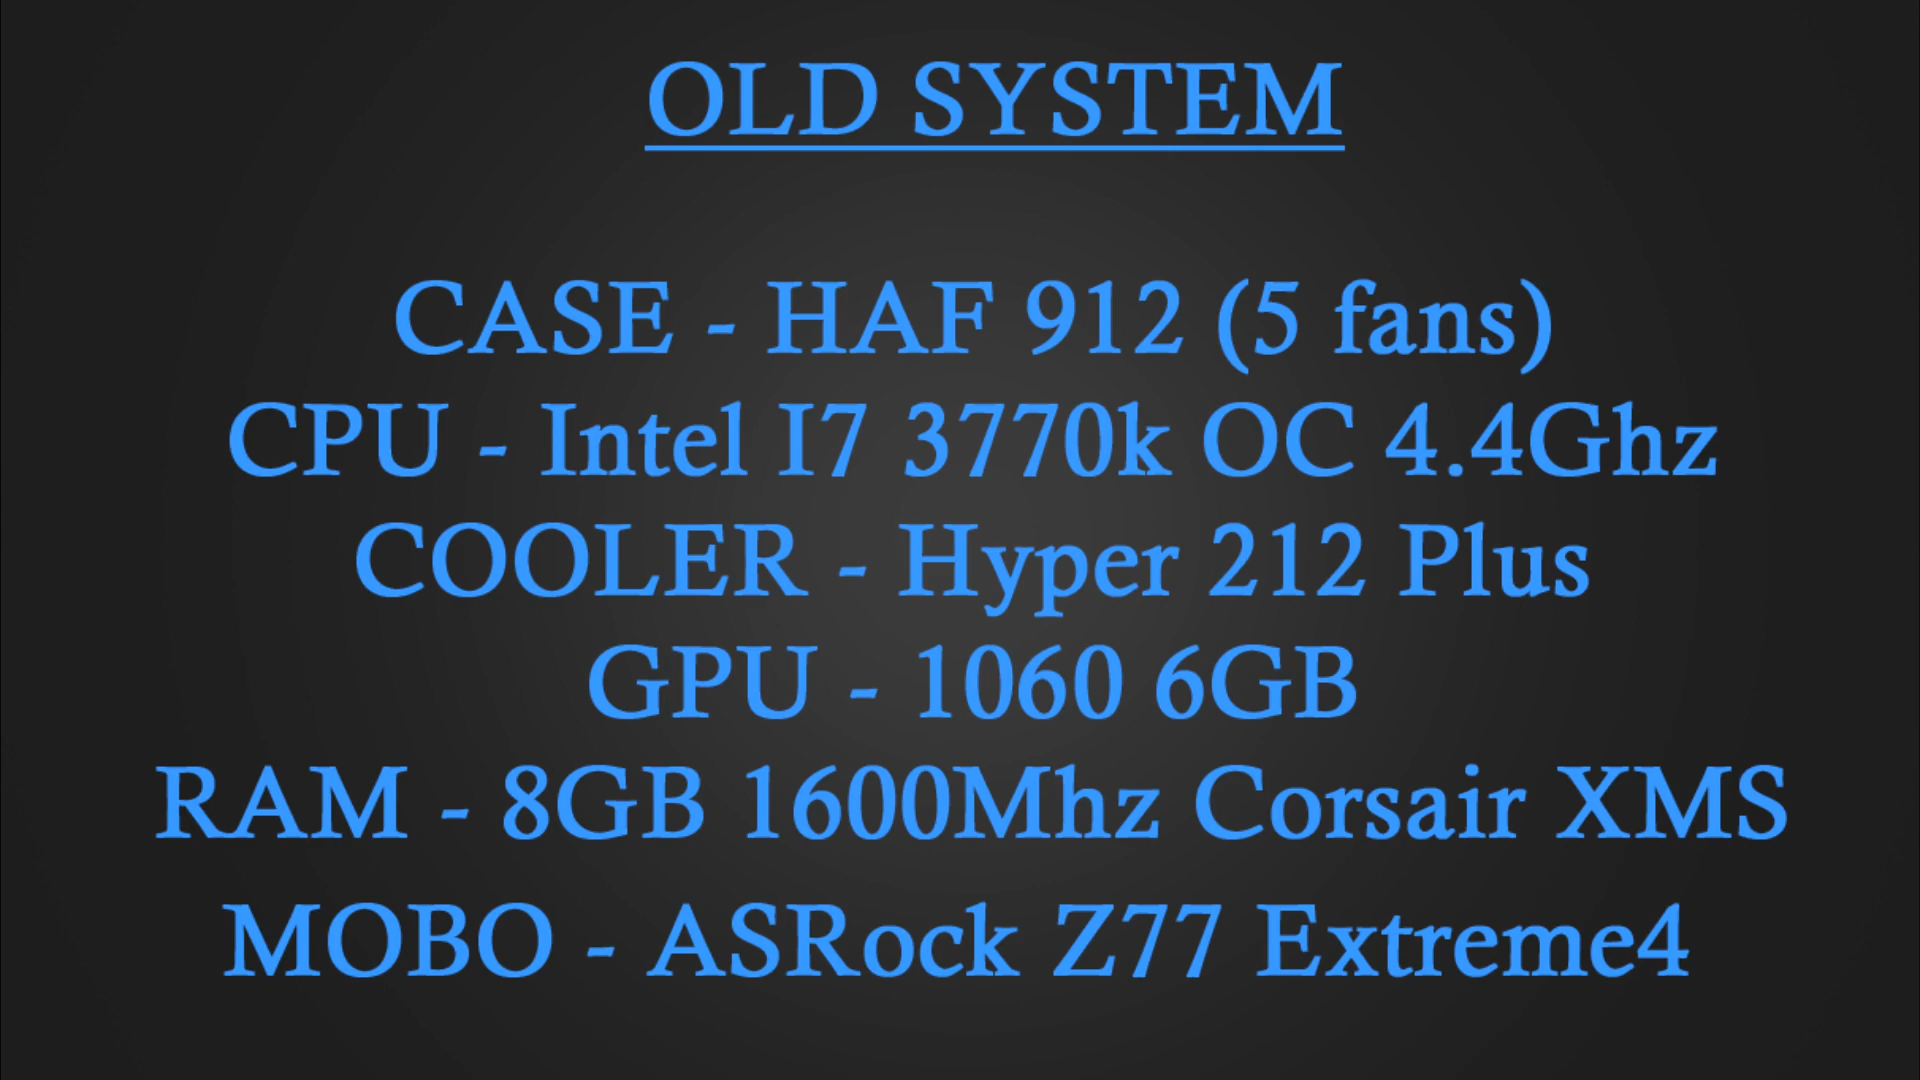 OLD SYSTEM
CASE - HAF 912 (5 fans)
CPU - Intel I7 3770k OC 4.4Ghz
COOLER - Hyper 212 Plus
GPU - 1060 6GB
RAM - 8GB 1600Mhz Corsair XMS
MOBO - ASRock Z77 Extreme4